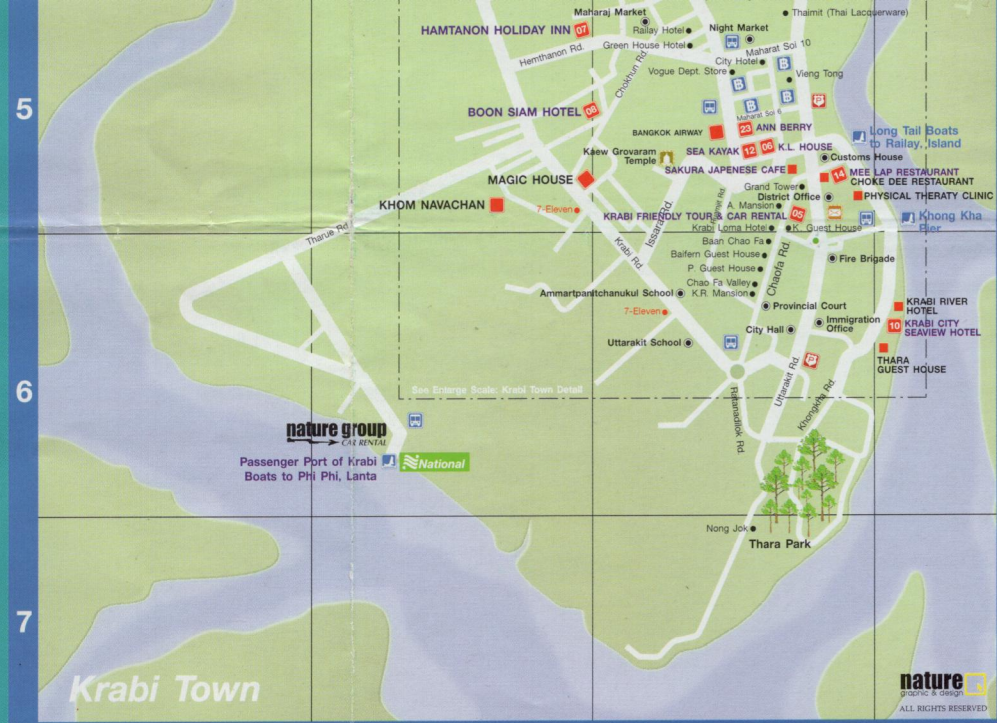 Maharaj Market
Thaimit (Thai Lacquerware)
HAMTANON HOLIDAY INN 07
Railay Hotel
Night Market
Green House Hotel
Maharat Soi 10
Hemthanon Rd.
City Hotel
Chokhun Rd.
Vogue Dept. Store
Vieng Tong
5
BOON SIAM HOTEL 08
Maharat Soi 6
BANGKOK AIRWAY
23 ANN BERRY
Long Tail Boats
to Railay, Island
SEA KAYAK 12 06 K.L. HOUSE
Kaew Grovaram
Temple
Customs House
SAKURA JAPENESE CAFE
14 MEE LAP RESTAURANT
CHOKE DEE RESTAURANT
MAGIC HOUSE
Grand Tower
District Office
PHYSICAL THERATY CLINIC
KHOM NAVACHAN
7-Eleven
A. Mansion
KRABI FRIENDLY TOUR & CAR RENTAL 05
Khong Kha
Pier
Issara Rd.
Krabi Loma Hotel
K. Guest House
Tharue Rd.
Krabi Rd.
Baan Chao Fa
Chaofa Rd.
Baifern Guest House
Fire Brigade
P. Guest House
Chao Fa Valley
Ammartpanitchanukul School
K.R. Mansion
Provincial Court
KRABI RIVER
HOTEL
7-Eleven
City Hall
Immigration
Office
10 KRABI CITY
SEAVIEW HOTEL
Uttarakit School
THARA
GUEST HOUSE
6
See Enlarge Scale: Krabi Town Detail
Uttarakit Rd.
Khongkha Rd.
Rattanadilok Rd.
nature group
CAR RENTAL
Passenger Port of Krabi
Boats to Phi Phi, Lanta
National
Nong Jok
Thara Park
7
Krabi Town
nature
graphic & design
ALL RIGHTS RESERVED